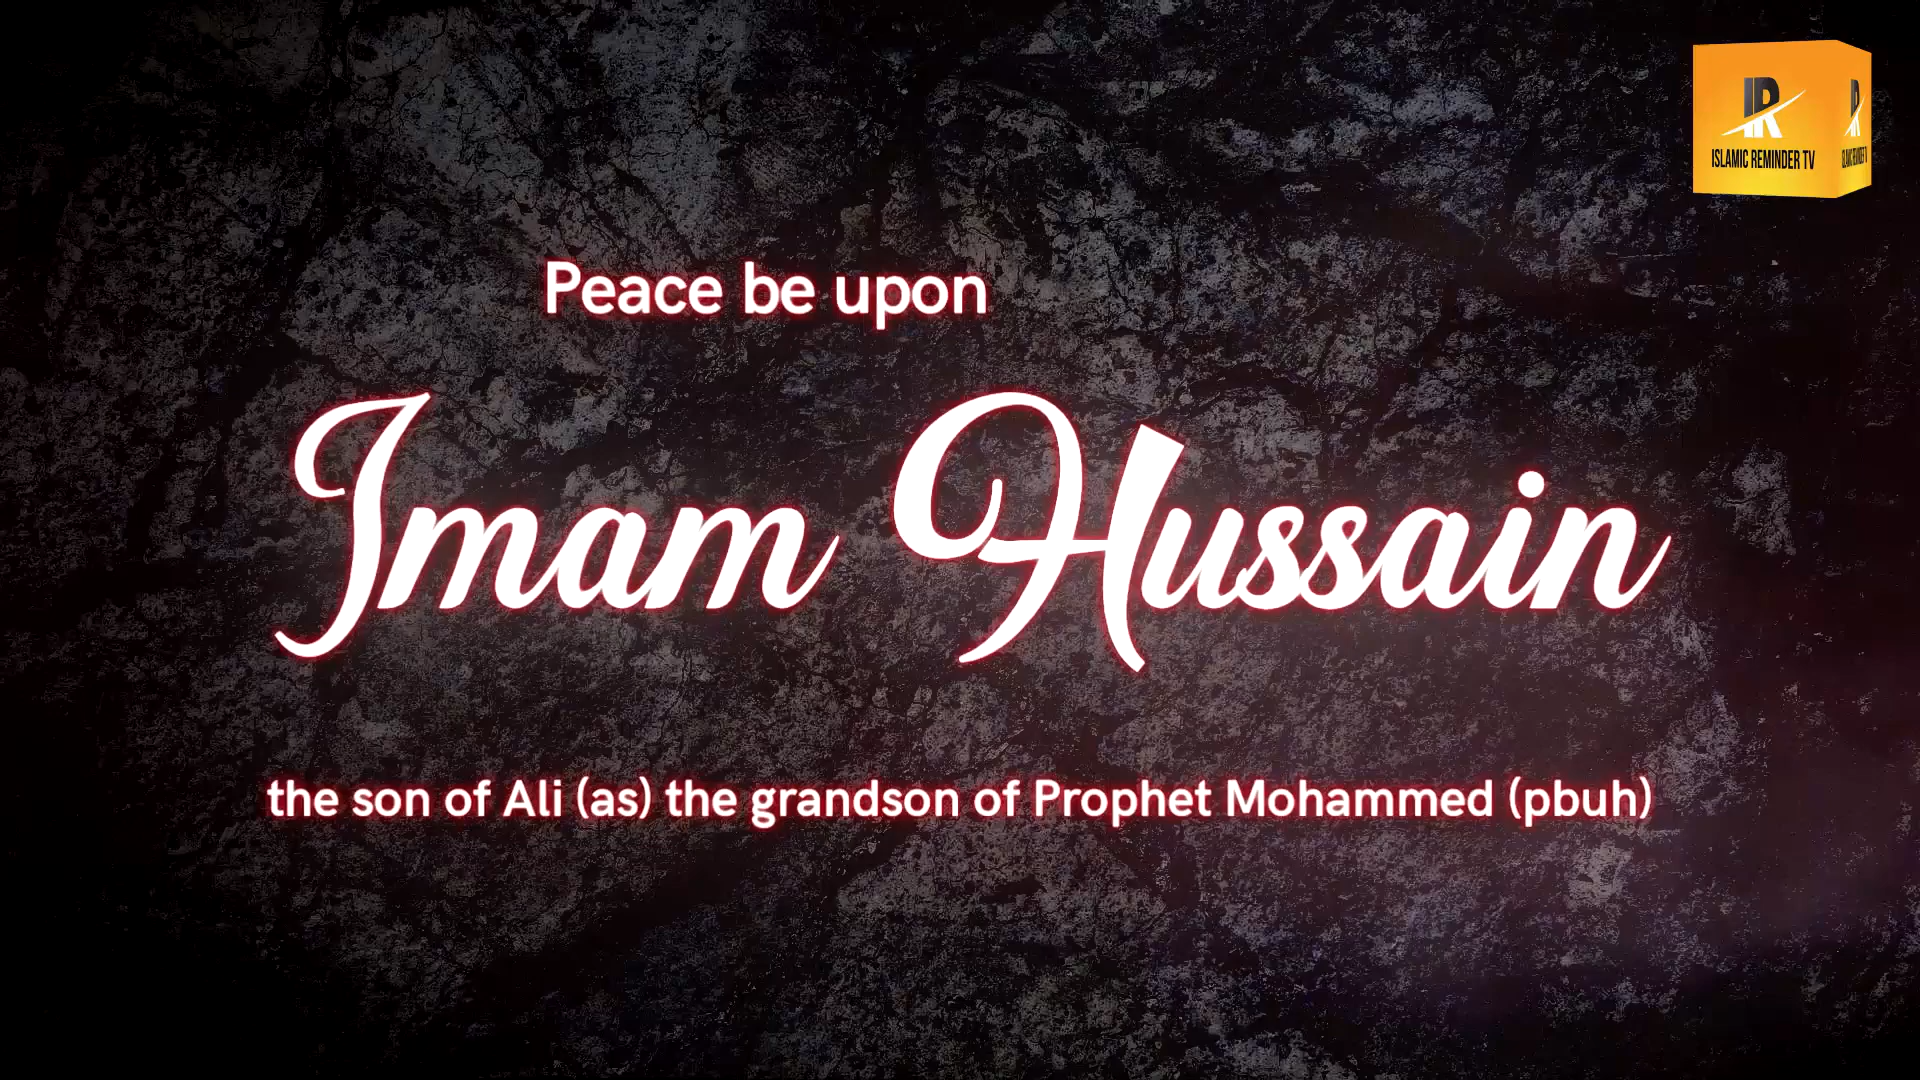 IR
ISLAMIC REMINDER TV
Peace be upon
Imam Hussain
the son of Ali (as) the grandson of Prophet Mohammed (pbuh)